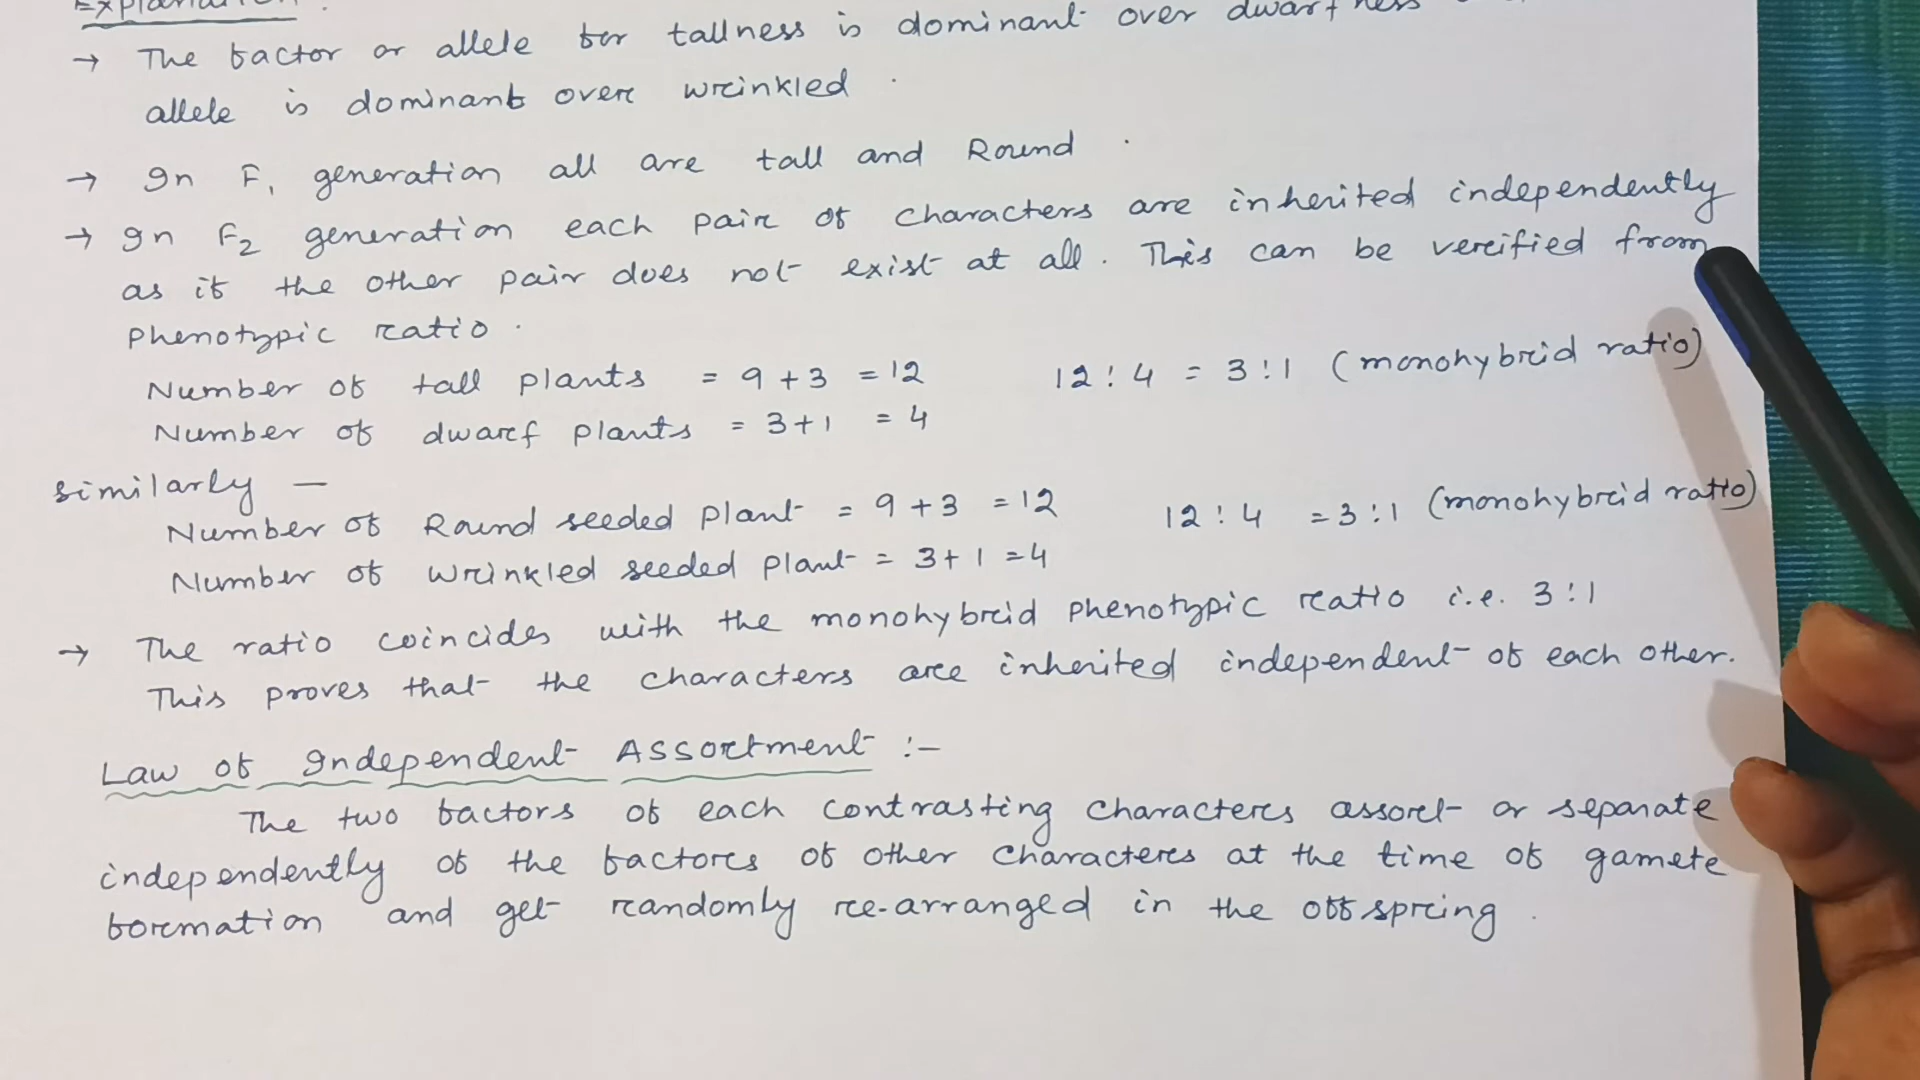 Explanation :
→ The factor or allele for tallness is dominant over dwarfness
allele is dominant over wrinkled .
→ In F1 generation all are tall and Round .
→ In F2 generation each pair of characters are inherited independently
as if the other pair does not exist at all . This can be verified from
phenotypic ratio .
Number of tall plants = 9 + 3 = 12 12 : 4 = 3 : 1 (monohybrid ratio)
Number of dwarf plants = 3 + 1 = 4
similarly —
Number of Round seeded plant = 9 + 3 = 12 12 : 4 = 3 : 1 (monohybrid ratio)
Number of wrinkled seeded plant = 3 + 1 = 4
→ The ratio coincides with the monohybrid phenotypic ratio i.e. 3 : 1
This proves that the characters are inherited independent of each other.
Law of Independent Assortment :-
The two factors of each contrasting characters assort or separate
independently of the factors of other characters at the time of gamete
formation and get randomly re-arranged in the offspring .